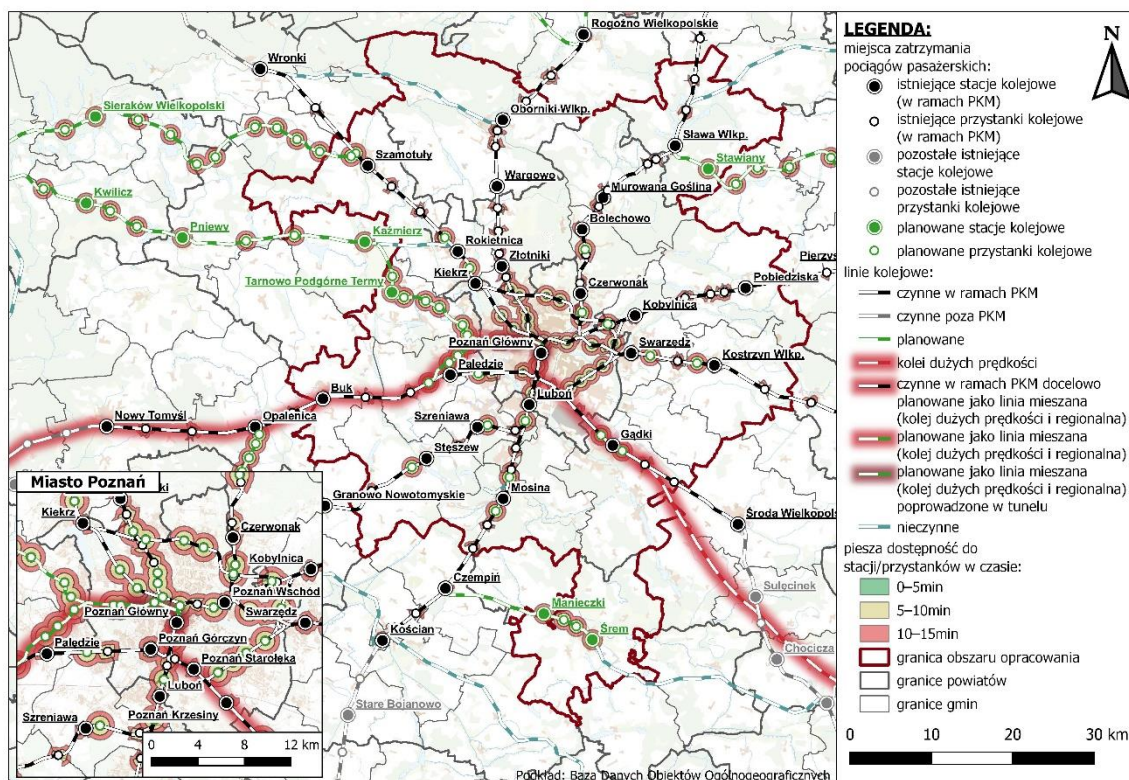 Rogoźno Wielkopolskie
Wronki
Sieraków Wielkopolski
Oborniki Wlkp.
Sława Wlkp.
Szamotuły
Stawiany
Kwilicz
Wargowo
Murowana Goślina
Bolechowo
Pniewy
Kaźmierz
Rokietnica
Złotniki
Pierzys
Kiekrz
Pobiedziska
Tarnowo Podgórne Termy
Czerwonak
Kobylnica
Poznań Główny
Swarzędz
Kostrzyn Wlkp.
Palędzie
Buk
Luboń
Nowy Tomyśl
Opalenica
Szreniawa
Gądki
Stęszew
Granowo Nowotomyskie
Mosina
Środa Wielkopols
Czempiń
Sulęcinek
Manieczki
Śrem
Kościan
Chocicza
Stare Bojanowo
Miasto Poznań
ki
Kiekrz
Czerwonak
Kobylnica
Poznań Wschód
Poznań Główny
Swarzędz
Palędzie
Poznań Górczyn
Poznań Starołęka
Luboń
Szreniawa
Poznań Krzesiny
0 4 8 12 km
Podkład: Baza Danych Obiektów Ogólnogeograficznych
LEGENDA:
N
miejsca zatrzymania
pociągów pasażerskich:
istniejące stacje kolejowe
(w ramach PKM)
istniejące przystanki kolejowe
(w ramach PKM)
pozostałe istniejące
stacje kolejowe
pozostałe istniejące
przystanki kolejowe
planowane stacje kolejowe
planowane przystanki kolejowe
linie kolejowe:
czynne w ramach PKM
czynne poza PKM
planowane
kolei dużych prędkości
czynne w ramach PKM docelowo
planowane jako linia mieszana
(kolej dużych prędkości i regionalna)
planowane jako linia mieszana
(kolej dużych prędkości i regionalna)
planowane jako linia mieszana
(kolej dużych prędkości i regionalna)
poprowadzone w tunelu
nieczynne
piesza dostępność do
stacji/przystanków w czasie:
0–5min
5–10min
10–15min
granica obszaru opracowania
granice powiatów
granice gmin
0 10 20 30 km